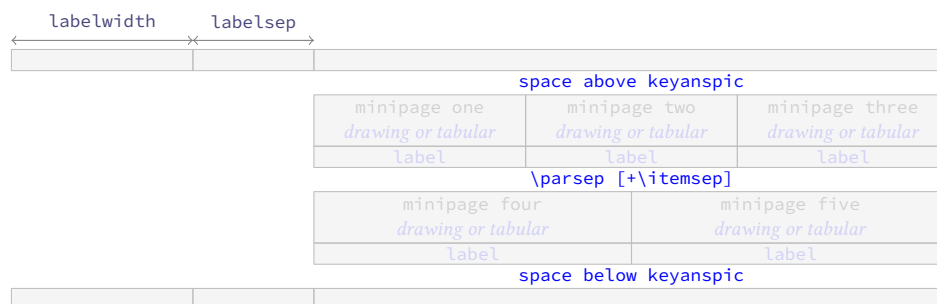 labelwidth labelsep
space above keyanspic
minipage one minipage two minipage three
drawing or tabular drawing or tabular drawing or tabular
label label label
\parsep [+\itemsep]
minipage four minipage five
drawing or tabular drawing or tabular
label label
space below keyanspic